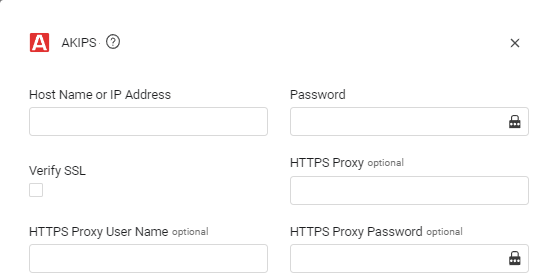 A AKIPS ?
Host Name or IP Address
Password
Verify SSL
HTTPS Proxy optional
HTTPS Proxy User Name optional
HTTPS Proxy Password optional